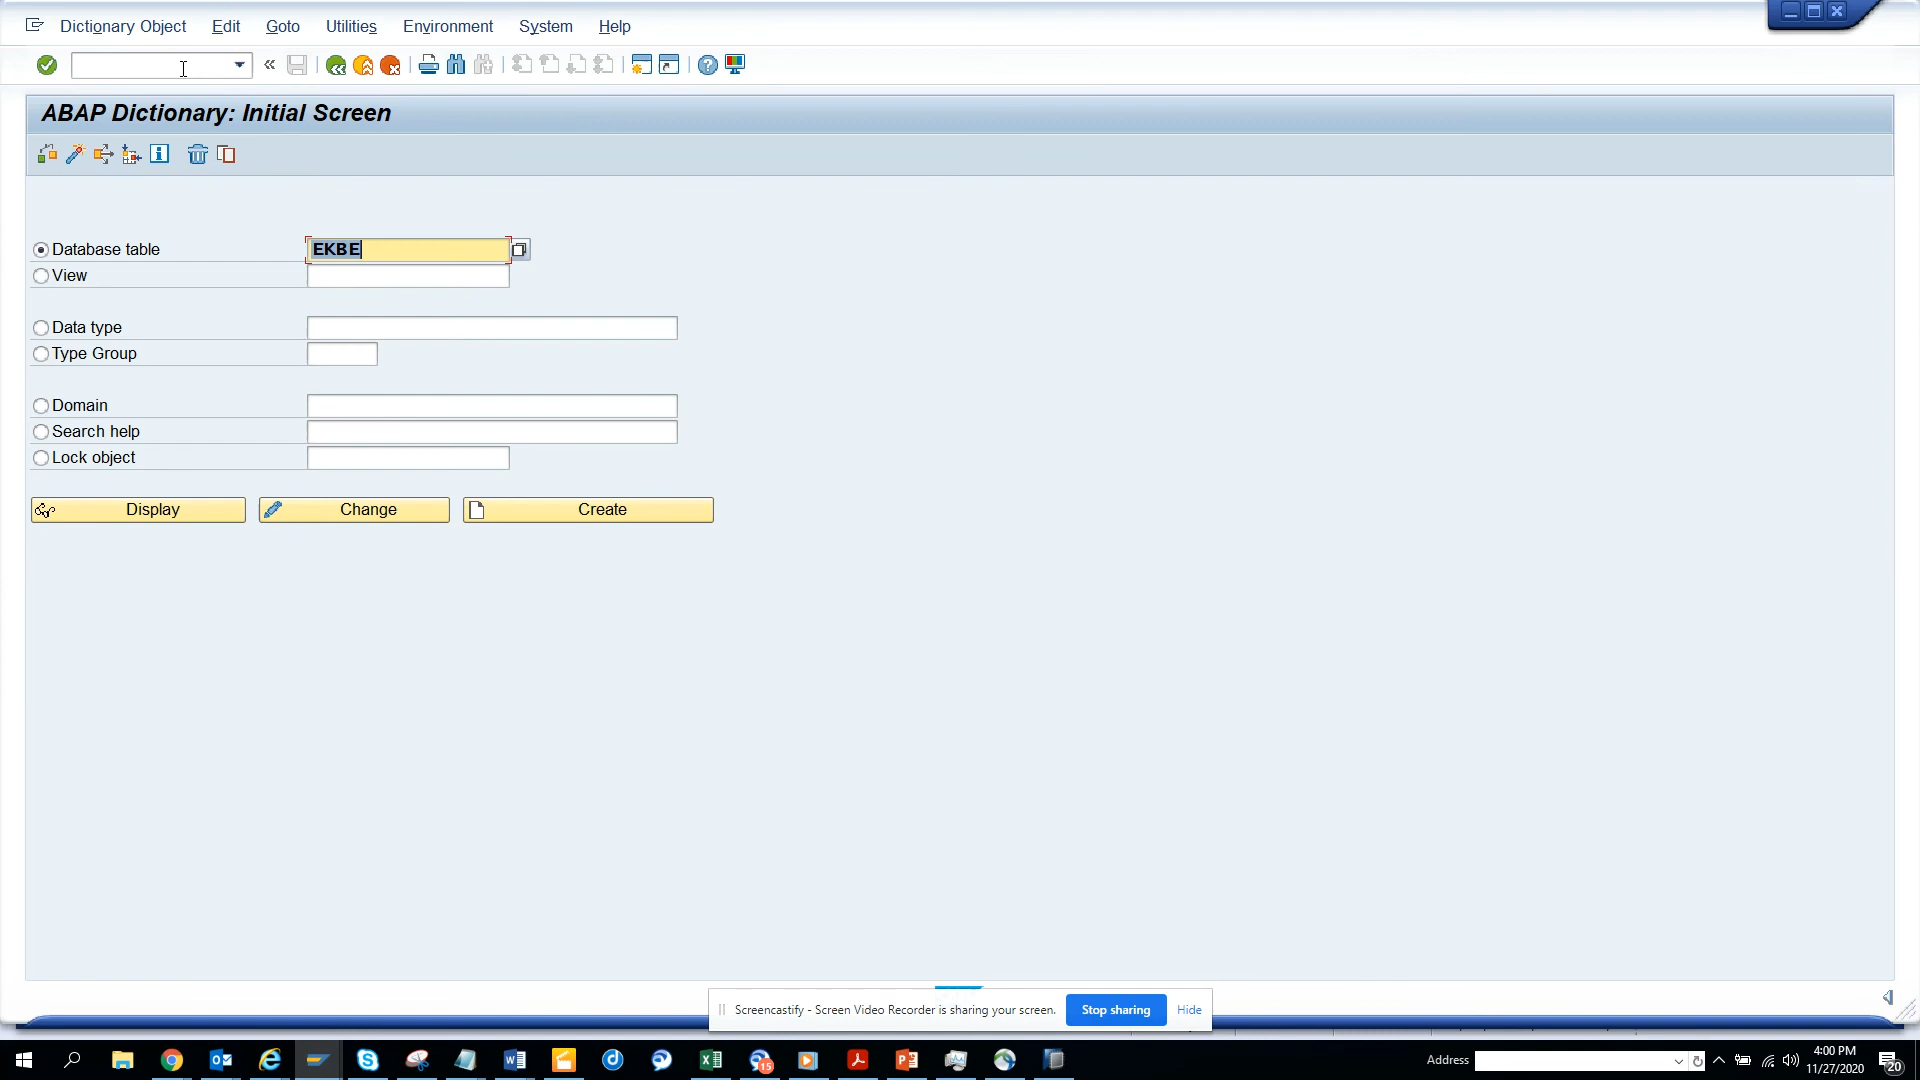 Dictionary Object Edit Goto Utilities Environment System Help
ABAP Dictionary: Initial Screen
Database table EKBE
View
Data type
Type Group
Domain
Search help
Lock object
Display Change Create
Screencastify - Screen Video Recorder is sharing your screen. Stop sharing Hide
Address
4:00 PM
11/27/2020
15
20